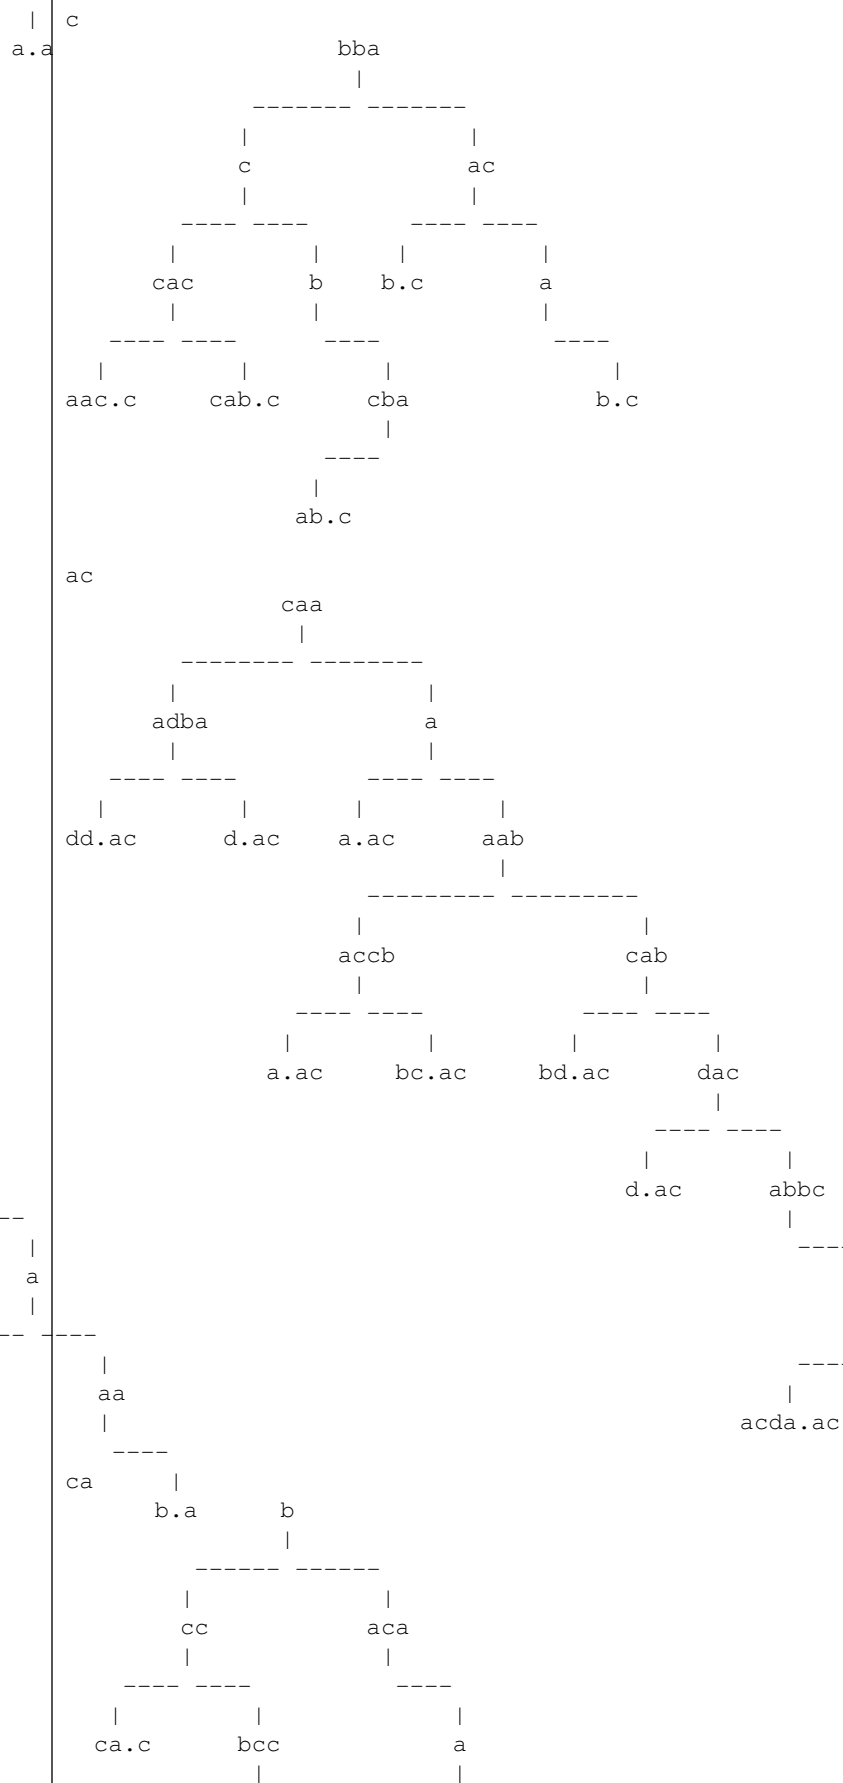 c
a.a bba
c ac
cac b b.c a
aac.c cab.c cba b.c
ab.c
ac
caa
adba a
dd.ac d.ac a.ac aab
accb cab
a.ac bc.ac bd.ac dac
d.ac abbc
a
aa
acda.ac
ca
b.a b
cc aca
ca.c bcc a